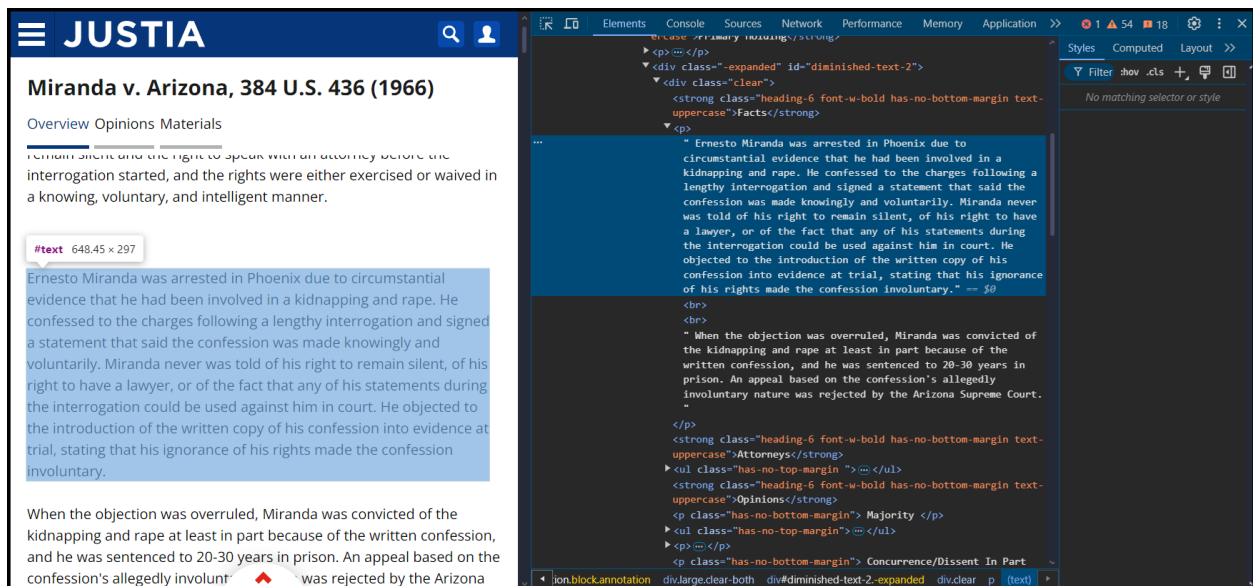 JUSTIA
Miranda v. Arizona, 384 U.S. 436 (1966)
Overview Opinions Materials
remain silent and the right to speak with an attorney before the
interrogation started, and the rights were either exercised or waived in
a knowing, voluntary, and intelligent manner.
#text 648.45 × 297
Ernesto Miranda was arrested in Phoenix due to circumstantial
evidence that he had been involved in a kidnapping and rape. He
confessed to the charges following a lengthy interrogation and signed
a statement that said the confession was made knowingly and
voluntarily. Miranda never was told of his right to remain silent, of his
right to have a lawyer, or of the fact that any of his statements during
the interrogation could be used against him in court. He objected to
the introduction of the written copy of his confession into evidence at
trial, stating that his ignorance of his rights made the confession
involuntary.
When the objection was overruled, Miranda was convicted of the
kidnapping and rape at least in part because of the written confession,
and he was sentenced to 20-30 years in prison. An appeal based on the
confession's allegedly involunt was rejected by the Arizona
Elements Console Sources Network Performance Memory Application 1 54 18
ercase">Primary Holding</strong>
<p>…</p>
<div class="-expanded" id="diminished-text-2">
<div class="clear">
<strong class="heading-6 font-w-bold has-no-bottom-margin text-
uppercase">Facts</strong>
<p>
" Ernesto Miranda was arrested in Phoenix due to
circumstantial evidence that he had been involved in a
kidnapping and rape. He confessed to the charges following a
lengthy interrogation and signed a statement that said the
confession was made knowingly and voluntarily. Miranda never
was told of his right to remain silent, of his right to have
a lawyer, or of the fact that any of his statements during
the interrogation could be used against him in court. He
objected to the introduction of the written copy of his
confession into evidence at trial, stating that his ignorance
of his rights made the confession involuntary." == $0
<br>
<br>
" When the objection was overruled, Miranda was convicted of
the kidnapping and rape at least in part because of the
written confession, and he was sentenced to 20-30 years in
prison. An appeal based on the confession's allegedly
involuntary nature was rejected by the Arizona Supreme Court.
"
</p>
<strong class="heading-6 font-w-bold has-no-bottom-margin text-
uppercase">Attorneys</strong>
<ul class="has-no-top-margin ">…</ul>
<strong class="heading-6 font-w-bold has-no-bottom-margin text-
uppercase">Opinions</strong>
<p class="has-no-bottom-margin"> Majority </p>
<ul class="has-no-top-margin">…</ul>
<p>…</p>
<p class="has-no-bottom-margin"> Concurrence/Dissent In Part
tion.block.annotation div.large.clear-both div#diminished-text-2.-expanded div.clear p (text)
Styles Computed Layout
Filter :hov .cls
No matching selector or style